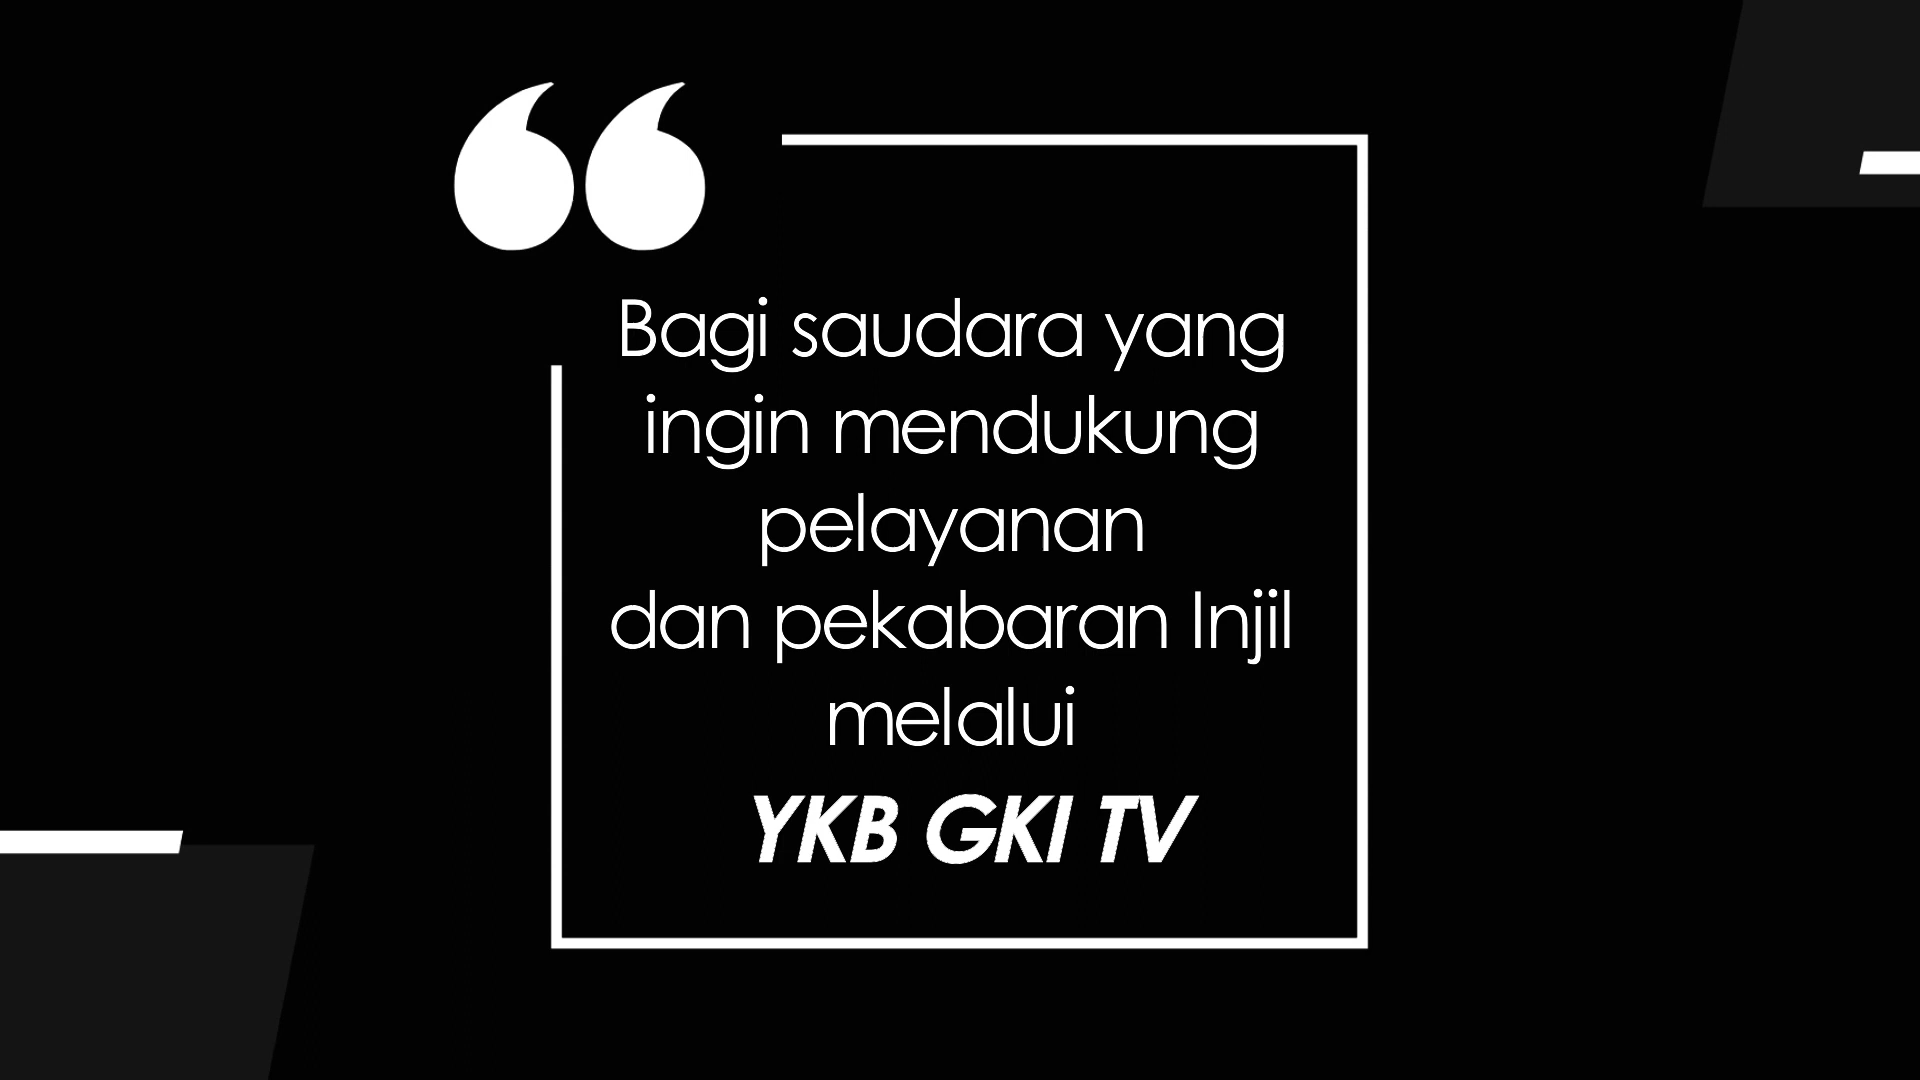 Bagi saudara yang
ingin mendukung
pelayanan
dan pekabaran Injil
melalui
YKB GKI TV